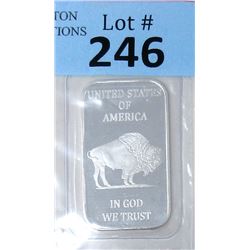 TON
TIONS
Lot #
246
UNITED STATES
OF
AMERICA
IN GOD
WE TRUST